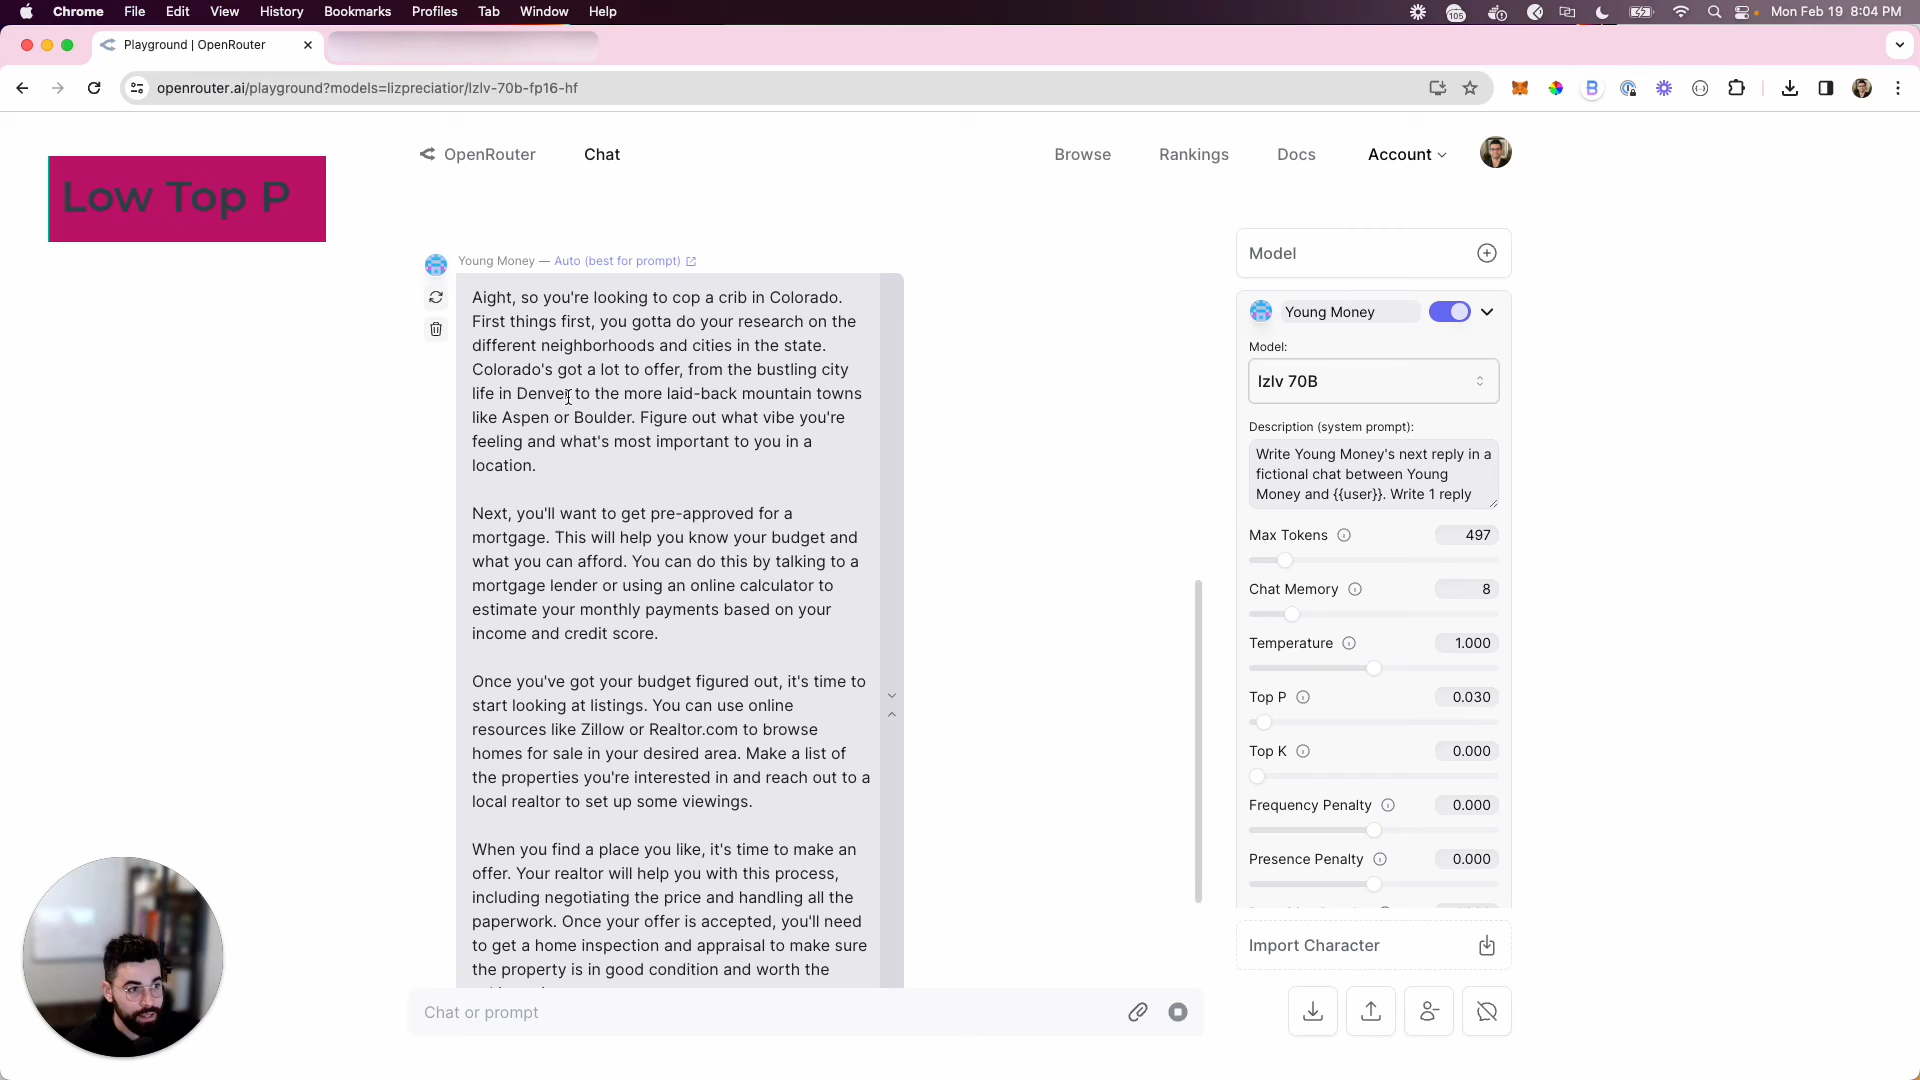 Chrome File Edit View History Bookmarks Profiles Tab Window Help 105 Mon Feb 19 8:04 PM
Playground | OpenRouter
openrouter.ai/playground?models=lizpreciatior/lzlv-70b-fp16-hf
OpenRouter Chat Browse Rankings Docs Account
Low Top P
Young Money — Auto (best for prompt)
Aight, so you're looking to cop a crib in Colorado.
First things first, you gotta do your research on the
different neighborhoods and cities in the state.
Colorado's got a lot to offer, from the bustling city
life in Denver to the more laid-back mountain towns
like Aspen or Boulder. Figure out what vibe you're
feeling and what's most important to you in a
location.
Next, you'll want to get pre-approved for a
mortgage. This will help you know your budget and
what you can afford. You can do this by talking to a
mortgage lender or using an online calculator to
estimate your monthly payments based on your
income and credit score.
Once you've got your budget figured out, it's time to
start looking at listings. You can use online
resources like Zillow or Realtor.com to browse
homes for sale in your desired area. Make a list of
the properties you're interested in and reach out to a
local realtor to set up some viewings.
When you find a place you like, it's time to make an
offer. Your realtor will help you with this process,
including negotiating the price and handling all the
paperwork. Once your offer is accepted, you'll need
to get a home inspection and appraisal to make sure
the property is in good condition and worth the
Chat or prompt
Model
Young Money
Model:
lzlv 70B
Description (system prompt):
Write Young Money's next reply in a
fictional chat between Young
Money and {{user}}. Write 1 reply
Max Tokens 497
Chat Memory 8
Temperature 1.000
Top P 0.030
Top K 0.000
Frequency Penalty 0.000
Presence Penalty 0.000
Import Character